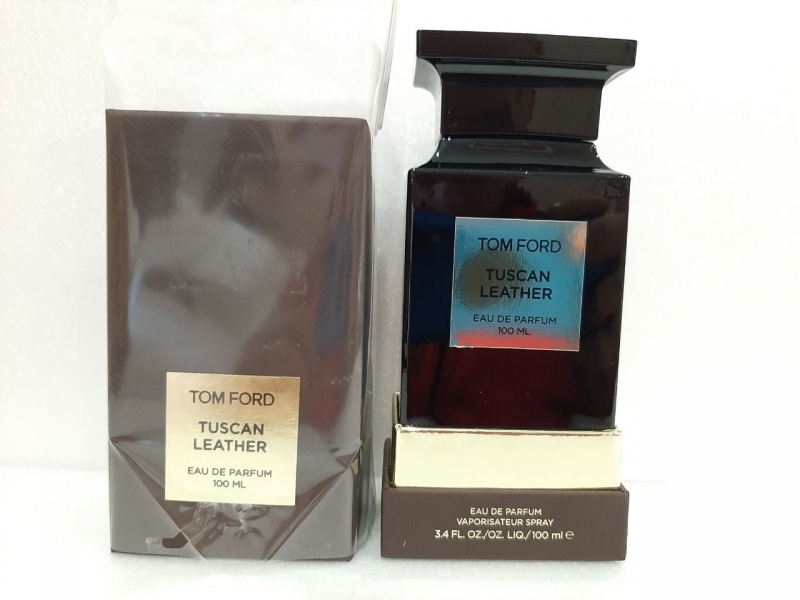 TOM FORD
TUSCAN
LEATHER
EAU DE PARFUM
100 ML
TOM FORD
TUSCAN
LEATHER
EAU DE PARFUM
100 ML
EAU DE PARFUM
VAPORISATEUR SPRAY
3.4 FL. OZ./OZ. LIQ./100 ml e